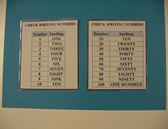 CHECK WRITING NUMBERS
Number Spelling
1 ONE
2 TWO
3 THREE
4 FOUR
5 FIVE
6 SIX
7 SEVEN
8 EIGHT
9 NINE
10 TEN
CHECK WRITING NUMBERS
Number Spelling
10 TEN
20 TWENTY
30 THIRTY
40 FORTY
50 FIFTY
60 SIXTY
70 SEVENTY
80 EIGHTY
90 NINETY
100 ONE HUNDRED